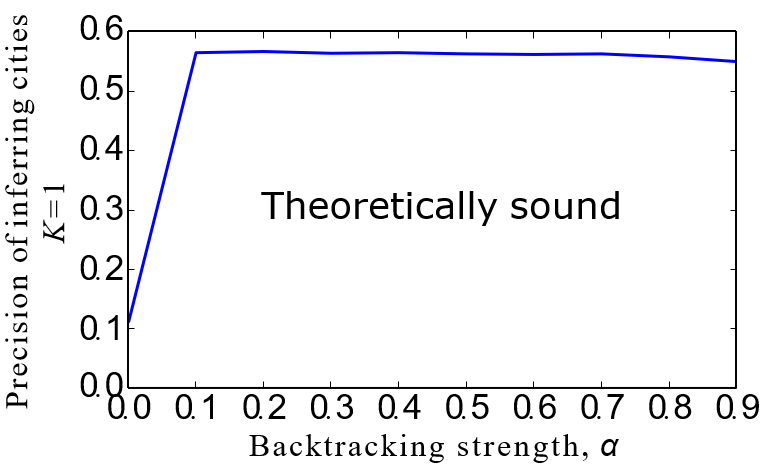 Precision of inferring cities
K=1
0.6
0.5
0.4
0.3
0.2
0.1
0.0
Theoretically sound
0.0 0.1 0.2 0.3 0.4 0.5 0.6 0.7 0.8 0.9
Backtracking strength, α